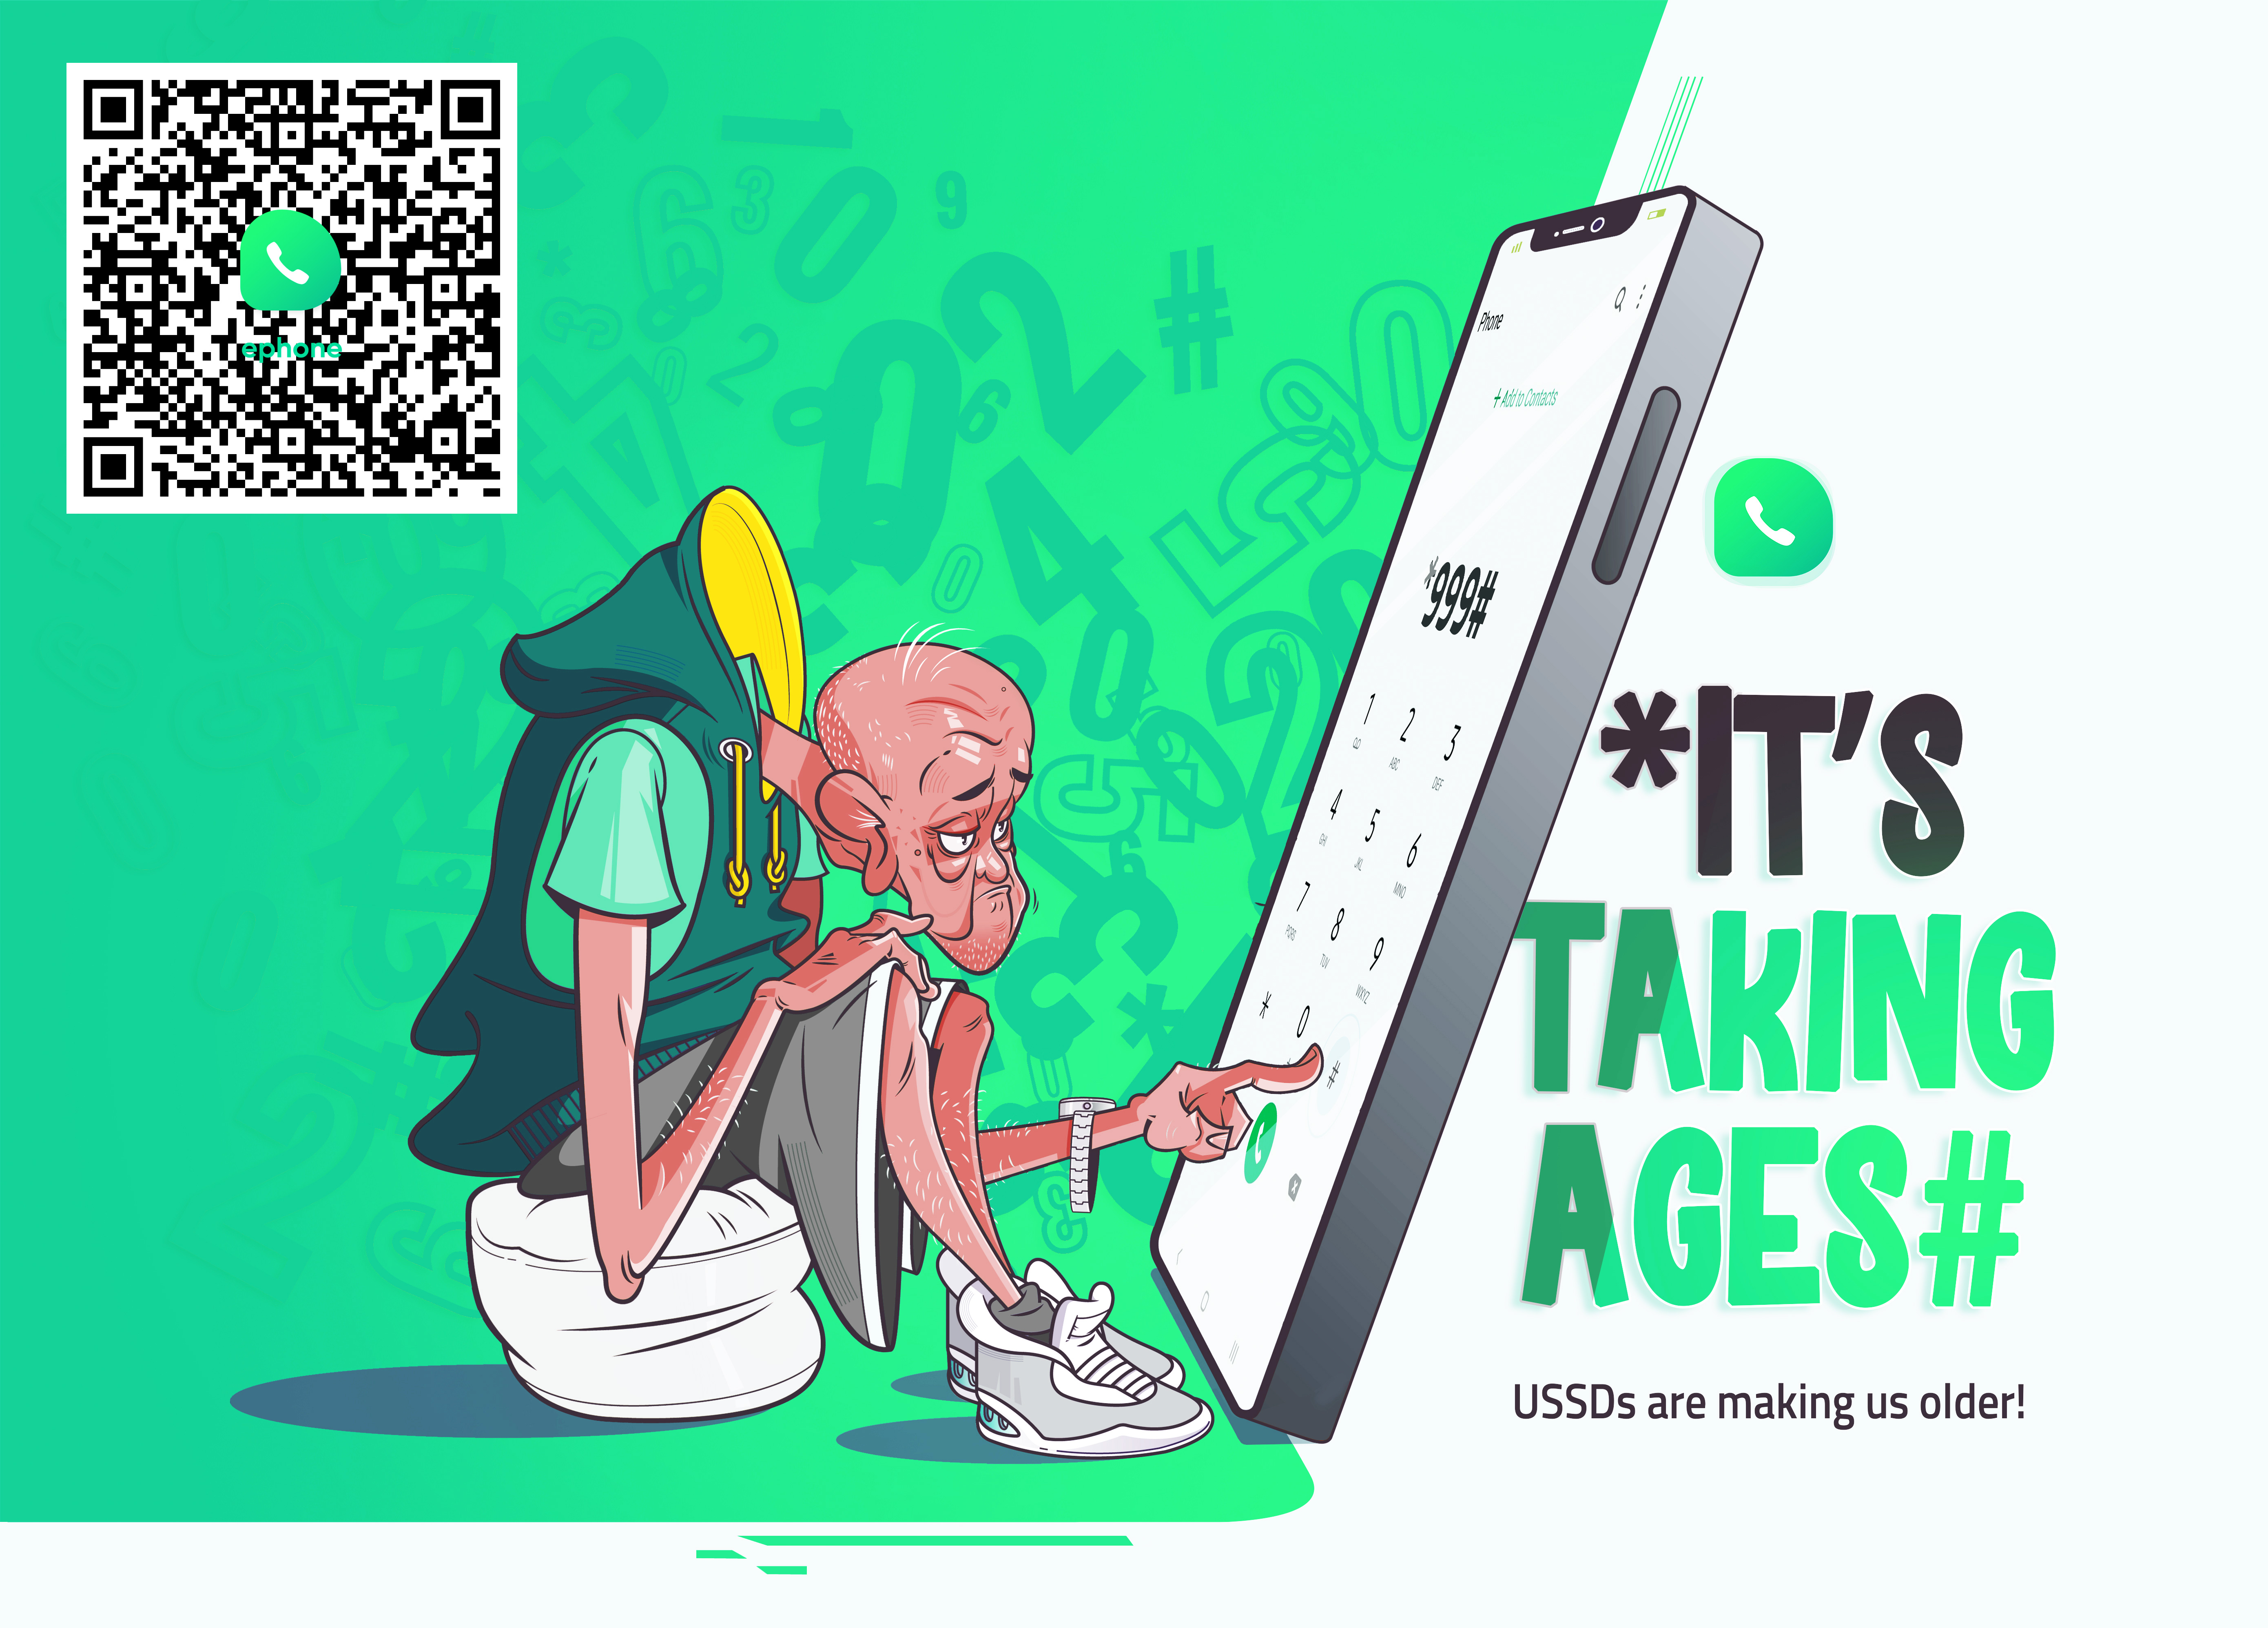 ephone
Phone
+ Add to Contacts
*999#
1 2 3
ABC DEF
4 5 6
GHI JKL MNO
7 8 9
PQRS TUV WXYZ
* 0 #
*IT'S
TAKING
AGES#
USSDs are making us older!